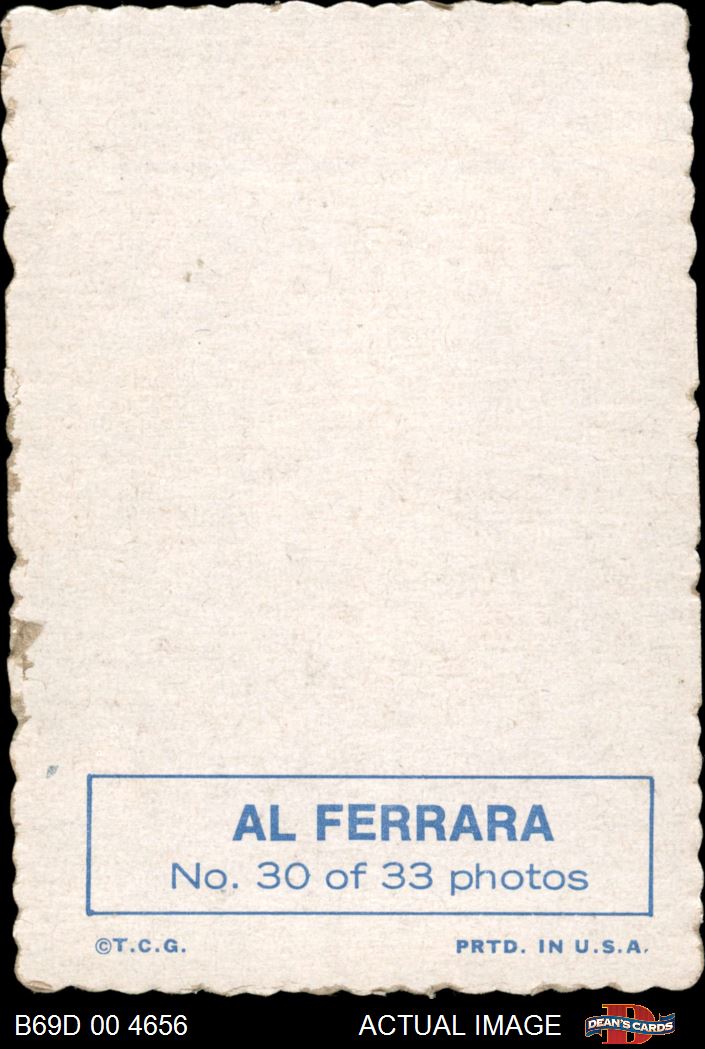 AL FERRARA
No. 30 of 33 photos
©T.C.G. PRTD. IN U.S.A.
B69D 00 4656 ACTUAL IMAGE DEAN'S CARDS